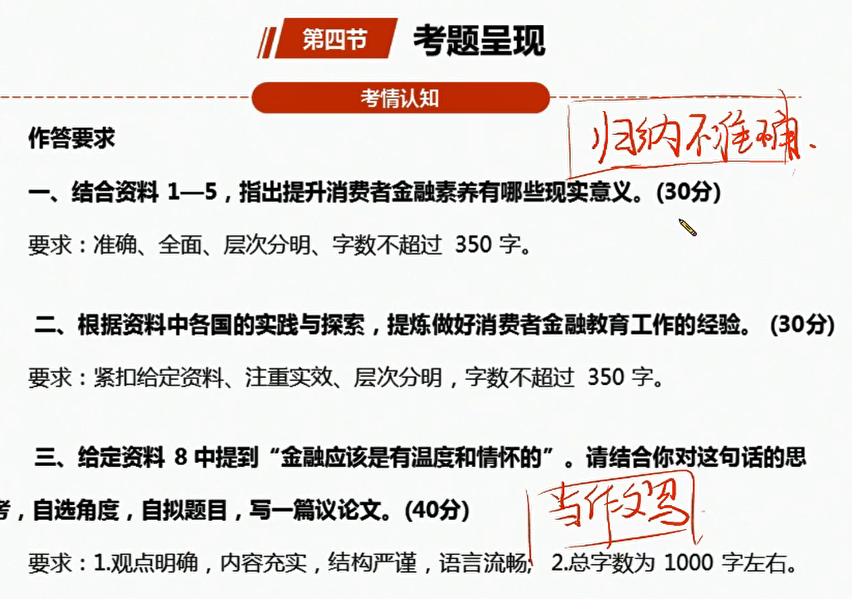 第四节 考题呈现
考情认知
归纳不准确.
作答要求
一、结合资料 1—5，指出提升消费者金融素养有哪些现实意义。(30分)
要求：准确、全面、层次分明、字数不超过 350 字。
二、根据资料中各国的实践与探索，提炼做好消费者金融教育工作的经验。 (30分)
要求：紧扣给定资料、注重实效、层次分明，字数不超过 350 字。
三、给定资料 8 中提到“金融应该是有温度和情怀的”。请结合你对这句话的思
考，自选角度，自拟题目，写一篇议论文。(40分)
当作文写
要求：1.观点明确，内容充实，结构严谨，语言流畅; 2.总字数为 1000 字左右。